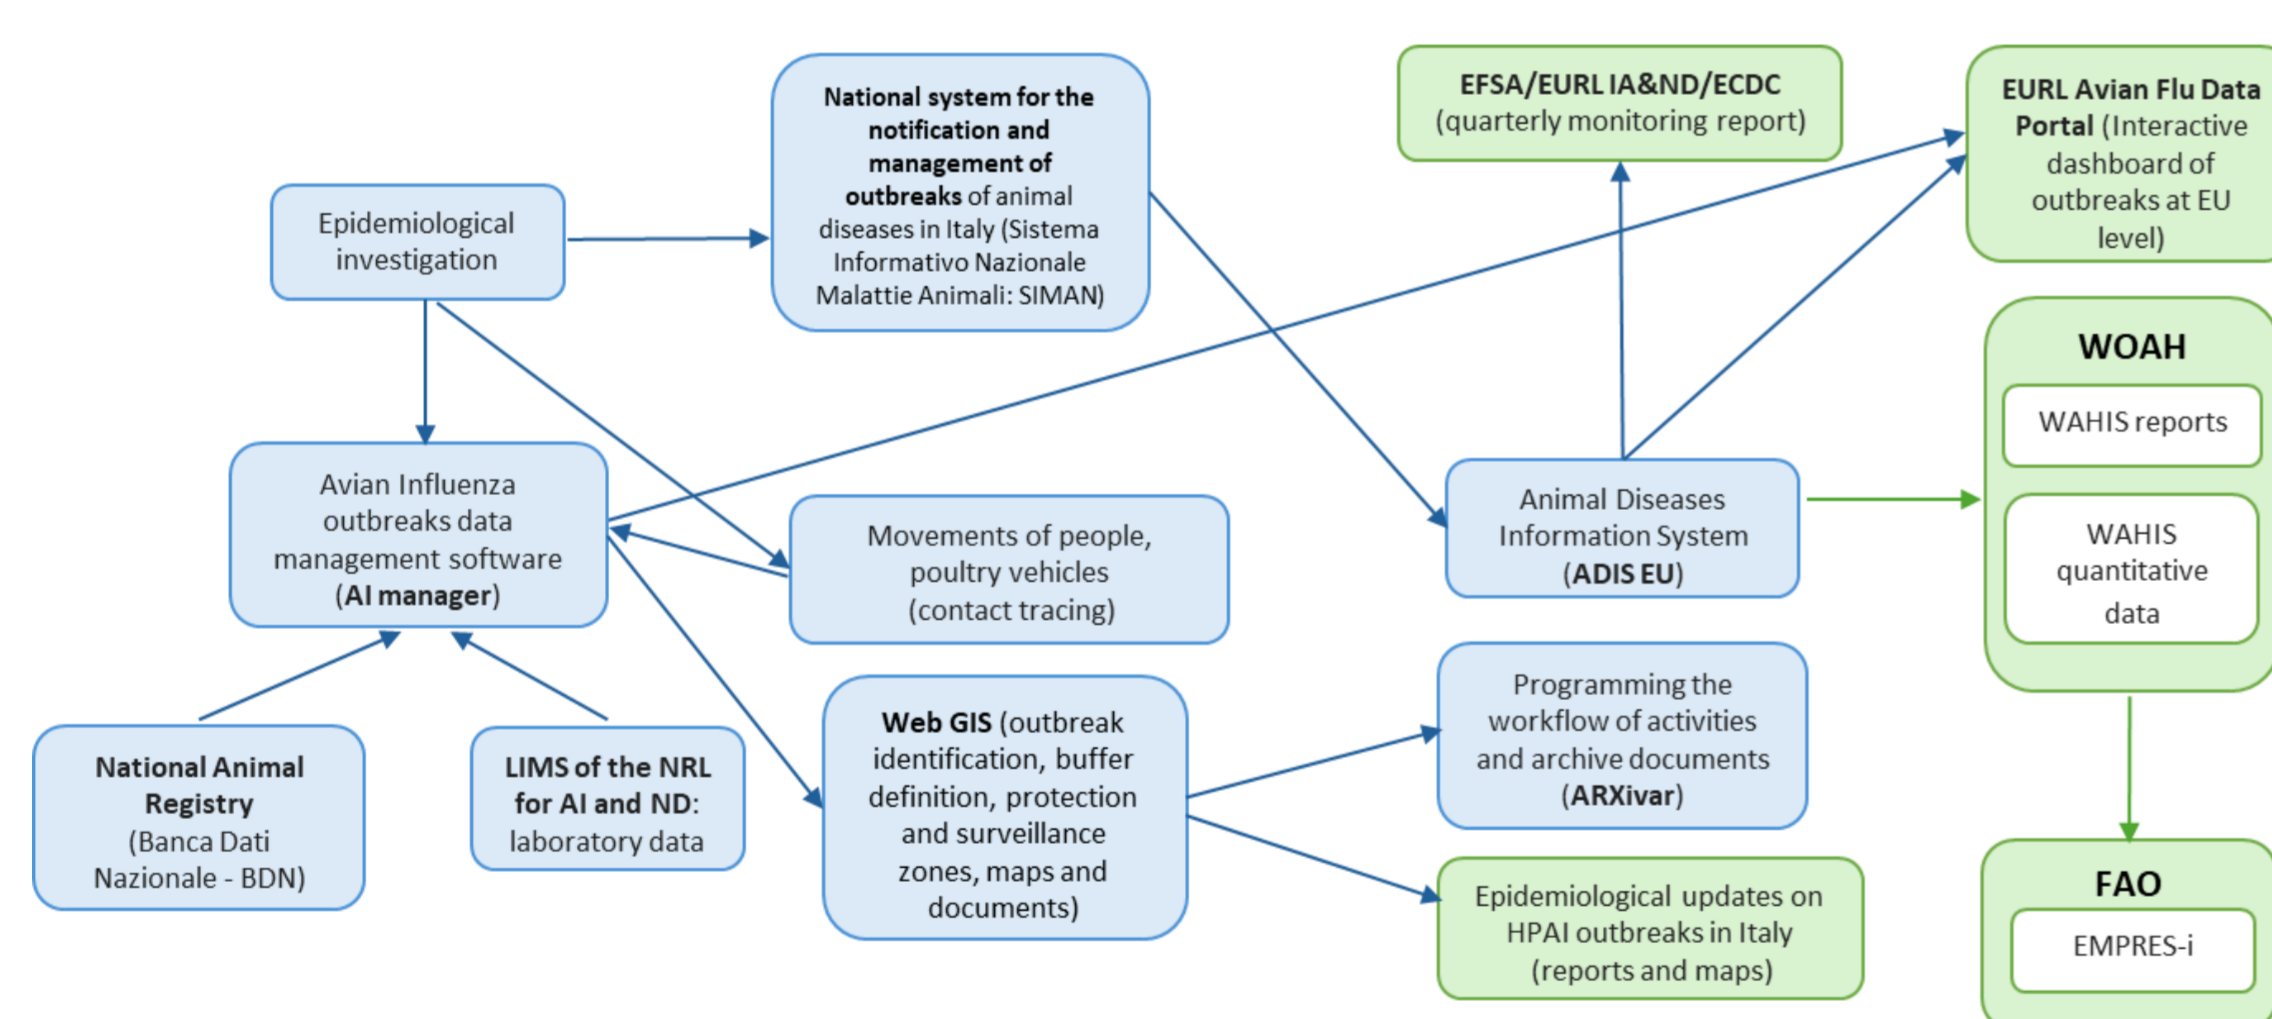 National system for the
notification and
management of
outbreaks of animal
diseases in Italy (Sistema
Informativo Nazionale
Malattie Animali: SIMAN)
EFSA/EURL IA&ND/ECDC
(quarterly monitoring report)
EURL Avian Flu Data
Portal (Interactive
dashboard of
outbreaks at EU
level)
Epidemiological
investigation
WOAH
WAHIS reports
WAHIS
quantitative
data
Avian Influenza
outbreaks data
management software
(AI manager)
Movements of people,
poultry vehicles
(contact tracing)
Animal Diseases
Information System
(ADIS EU)
National Animal
Registry
(Banca Dati
Nazionale - BDN)
LIMS of the NRL
for AI and ND:
laboratory data
Web GIS (outbreak
identification, buffer
definition, protection
and surveillance
zones, maps and
documents)
Programming the
workflow of activities
and archive documents
(ARXivar)
Epidemiological updates on
HPAI outbreaks in Italy
(reports and maps)
FAO
EMPRES-i